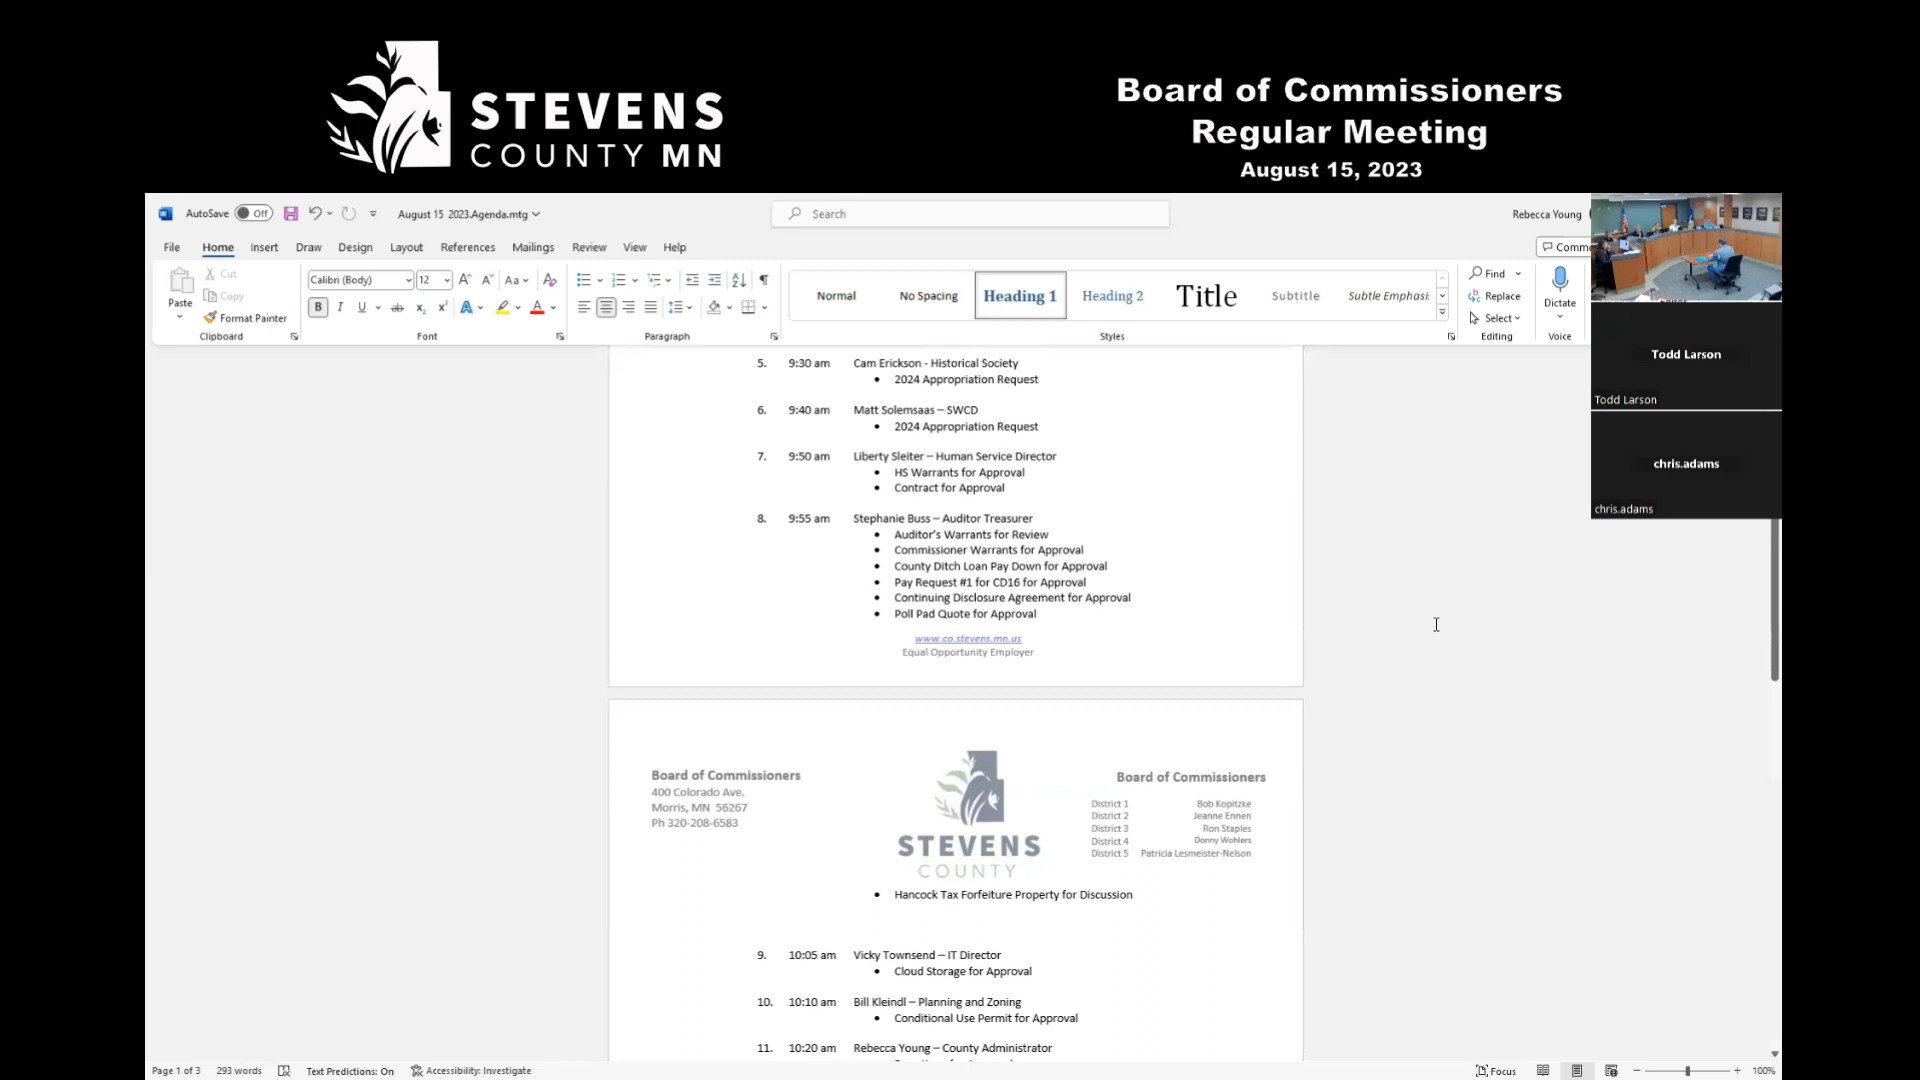 STEVENS
COUNTY MN
Board of Commissioners
Regular Meeting
August 15, 2023
AutoSave Off August 15 2023.Agenda.mtg Search Rebecca Young
File Home Insert Draw Design Layout References Mailings Review View Help Comme
Paste Cut Copy Format Painter Clipboard
Calibri (Body) 12 Font
Paragraph
Normal No Spacing Heading 1 Heading 2 Title Subtitle Subtle Emphasi: Styles
Find Replace Select Editing
Dictate Voice
Todd Larson
Todd Larson
chris.adams
chris.adams
5. 9:30 am Cam Erickson - Historical Society
• 2024 Appropriation Request
6. 9:40 am Matt Solemsaas – SWCD
• 2024 Appropriation Request
7. 9:50 am Liberty Sleiter – Human Service Director
• HS Warrants for Approval
• Contract for Approval
8. 9:55 am Stephanie Buss – Auditor Treasurer
• Auditor's Warrants for Review
• Commissioner Warrants for Approval
• County Ditch Loan Pay Down for Approval
• Pay Request #1 for CD16 for Approval
• Continuing Disclosure Agreement for Approval
• Poll Pad Quote for Approval
www.co.stevens.mn.us
Equal Opportunity Employer
Board of Commissioners
400 Colorado Ave.
Morris, MN 56267
Ph 320-208-6583
STEVENS
COUNTY
Board of Commissioners
District 1 Bob Kopitzke
District 2 Jeanne Ennen
District 3 Ron Staples
District 4 Donny Wohlers
District 5 Patricia Lesmeister-Nelson
• Hancock Tax Forfeiture Property for Discussion
9. 10:05 am Vicky Townsend – IT Director
• Cloud Storage for Approval
10. 10:10 am Bill Kleindl – Planning and Zoning
• Conditional Use Permit for Approval
11. 10:20 am Rebecca Young – County Administrator
Page 1 of 3 293 words Text Predictions: On Accessibility: Investigate Focus 100%